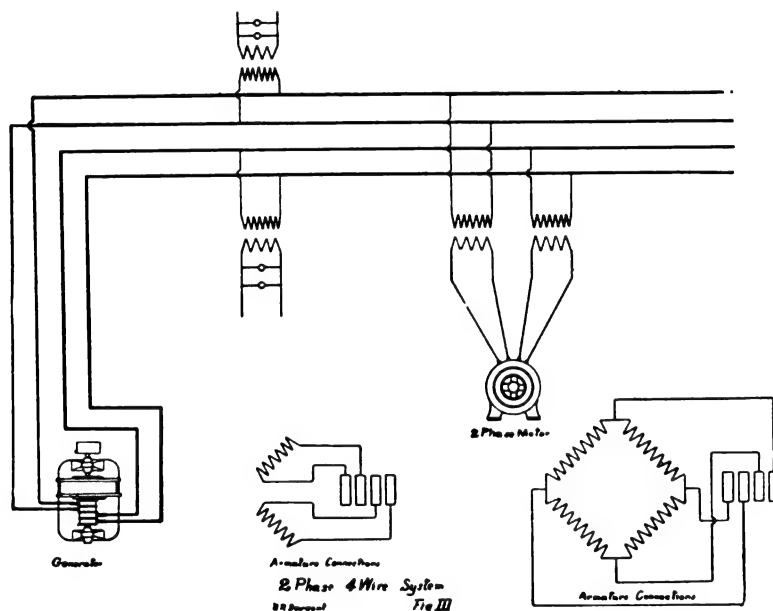 2 Phase Motor
Generator
Armature Connections
2 Phase 4 Wire System
Fig III
Armature Connections